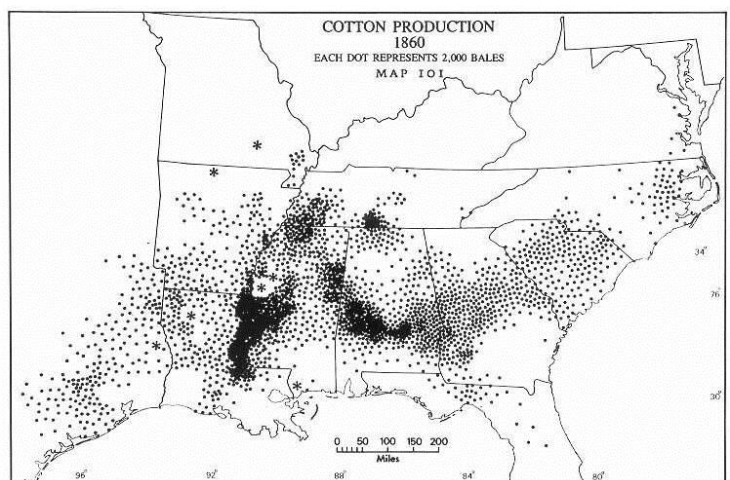 COTTON PRODUCTION
1860
EACH DOT REPRESENTS 2,000 BALES
MAP 101
34°
76°
30°
0 50 100 150 200
Miles
96°
92°
88°
84°
80°